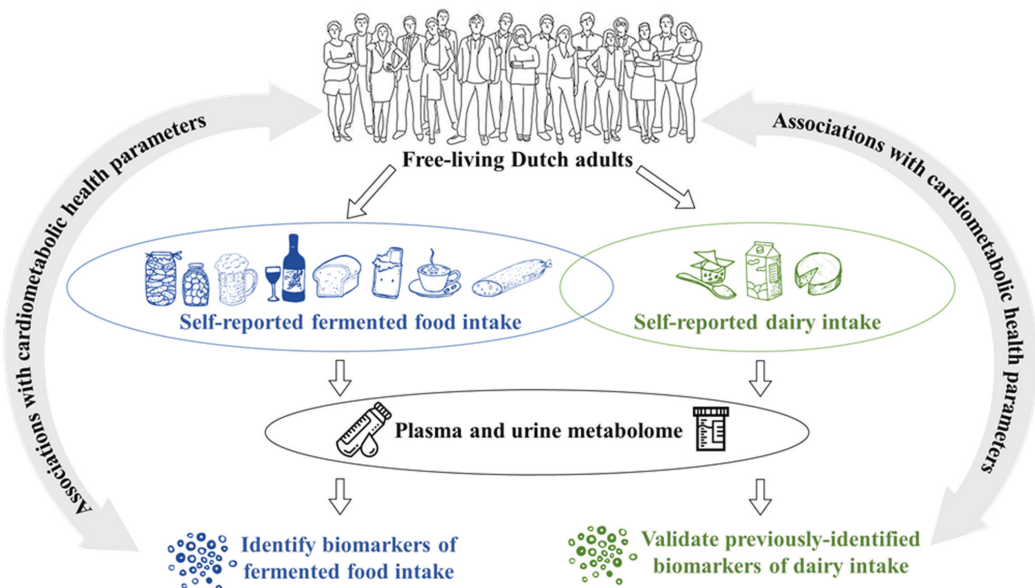 Free-living Dutch adults
Associations with cardiometabolic health parameters
Associations with cardiometabolic health parameters
Self-reported fermented food intake
Self-reported dairy intake
Plasma and urine metabolome
Identify biomarkers of
fermented food intake
Validate previously-identified
biomarkers of dairy intake